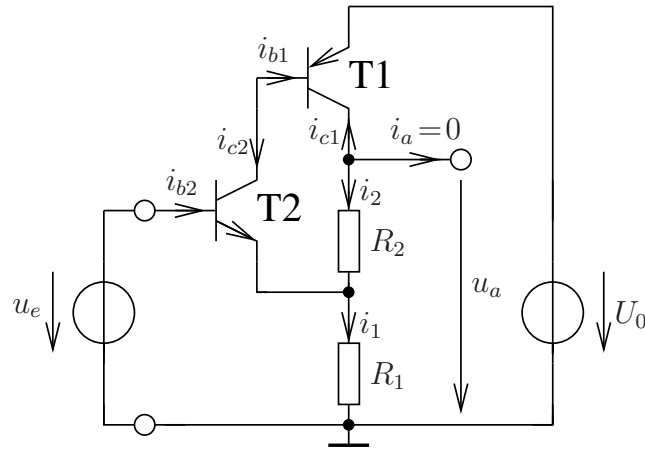 i_{b1}
T1
i_{c2}
i_{c1}
i_a = 0
i_{b2}
T2
i_2
R_2
u_e
u_a
U_0
i_1
R_1